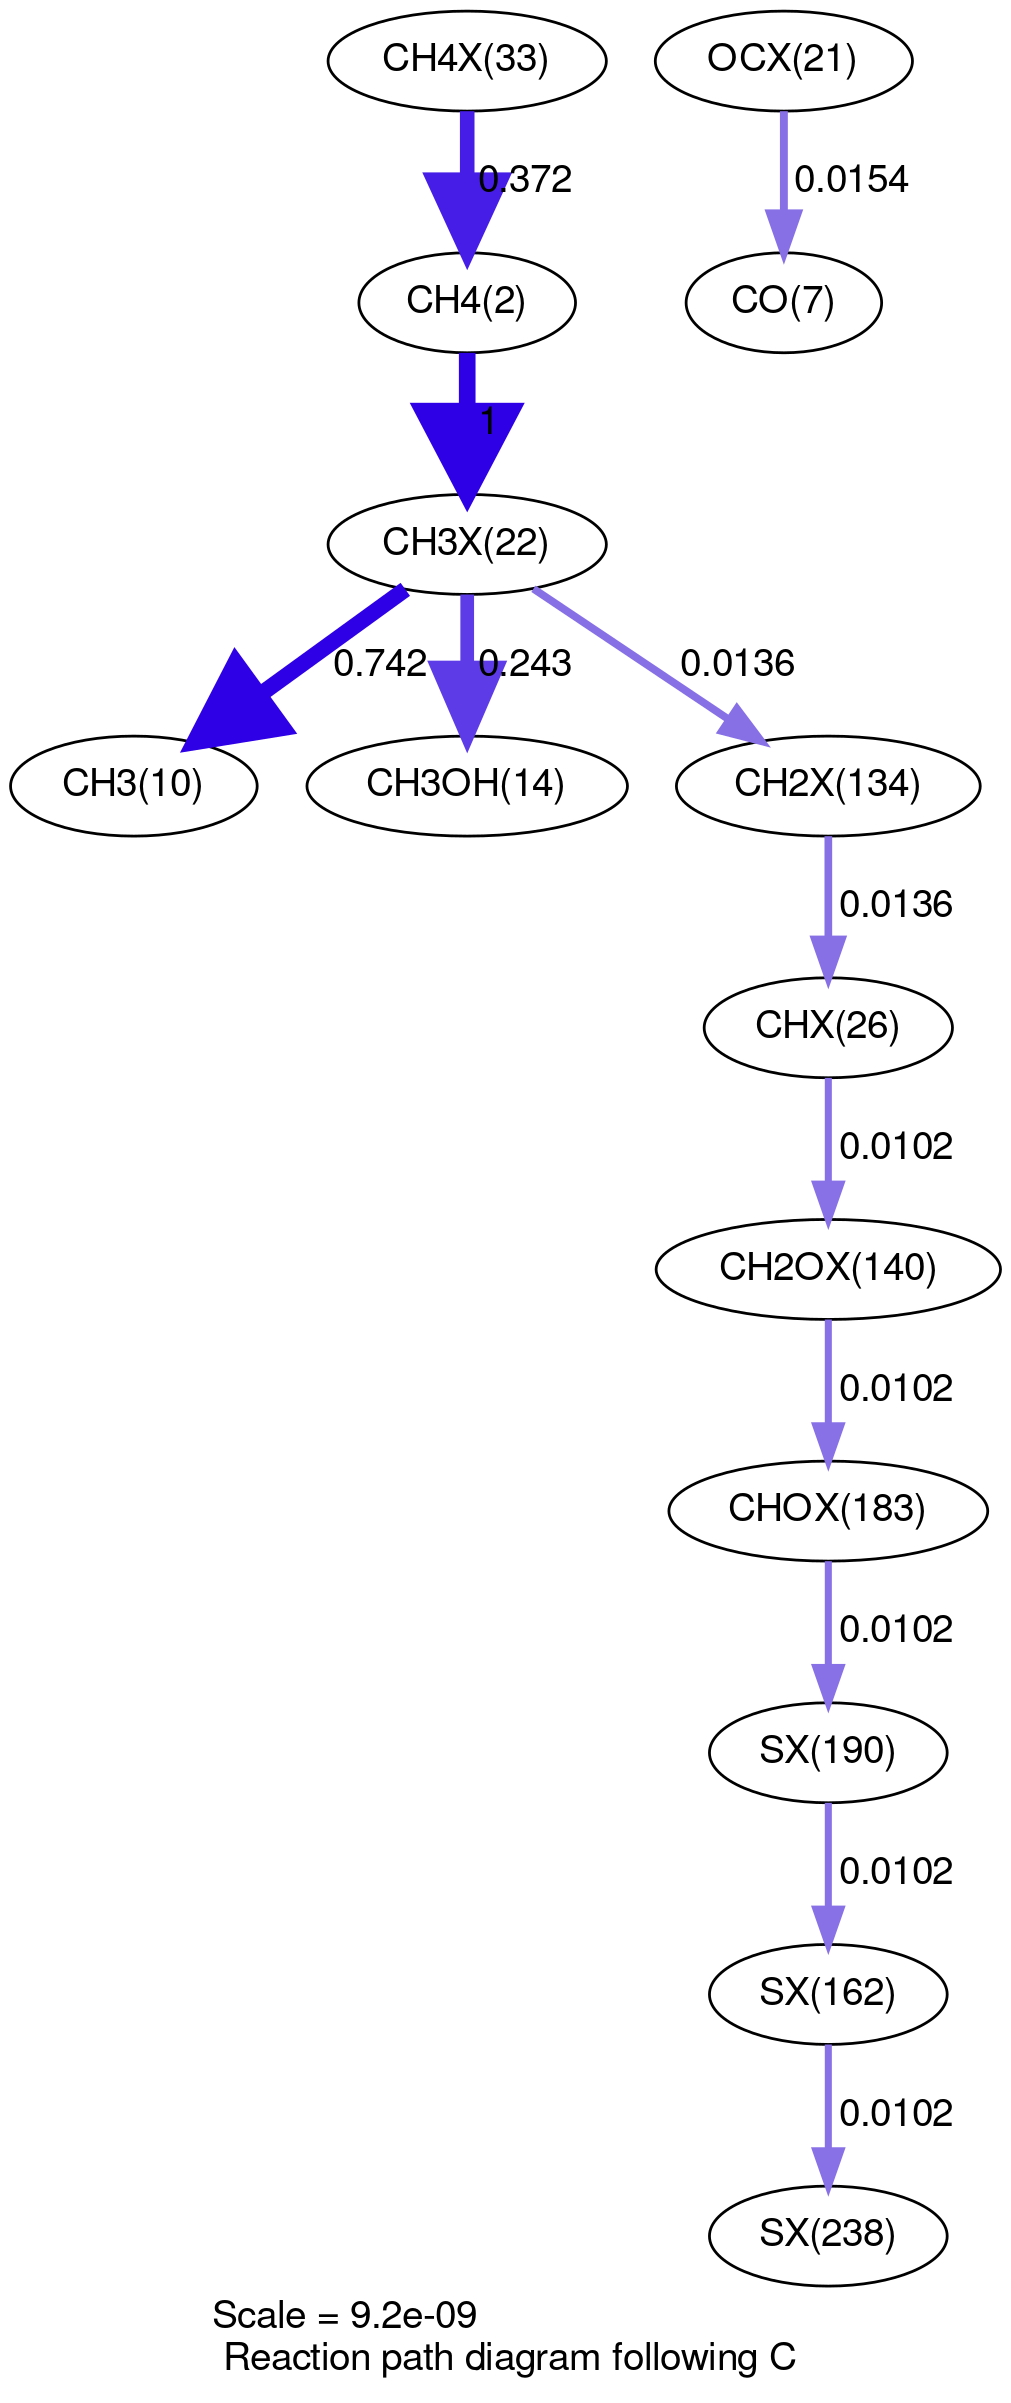 CH4X(33)
OCX(21)
0.372
0.0154
CH4(2)
CO(7)
1
CH3X(22)
0.742
0.243
0.0136
CH3(10)
CH3OH(14)
CH2X(134)
0.0136
CHX(26)
0.0102
CH2OX(140)
0.0102
CHOX(183)
0.0102
SX(190)
0.0102
SX(162)
0.0102
SX(238)
Scale = 9.2e-09
Reaction path diagram following C